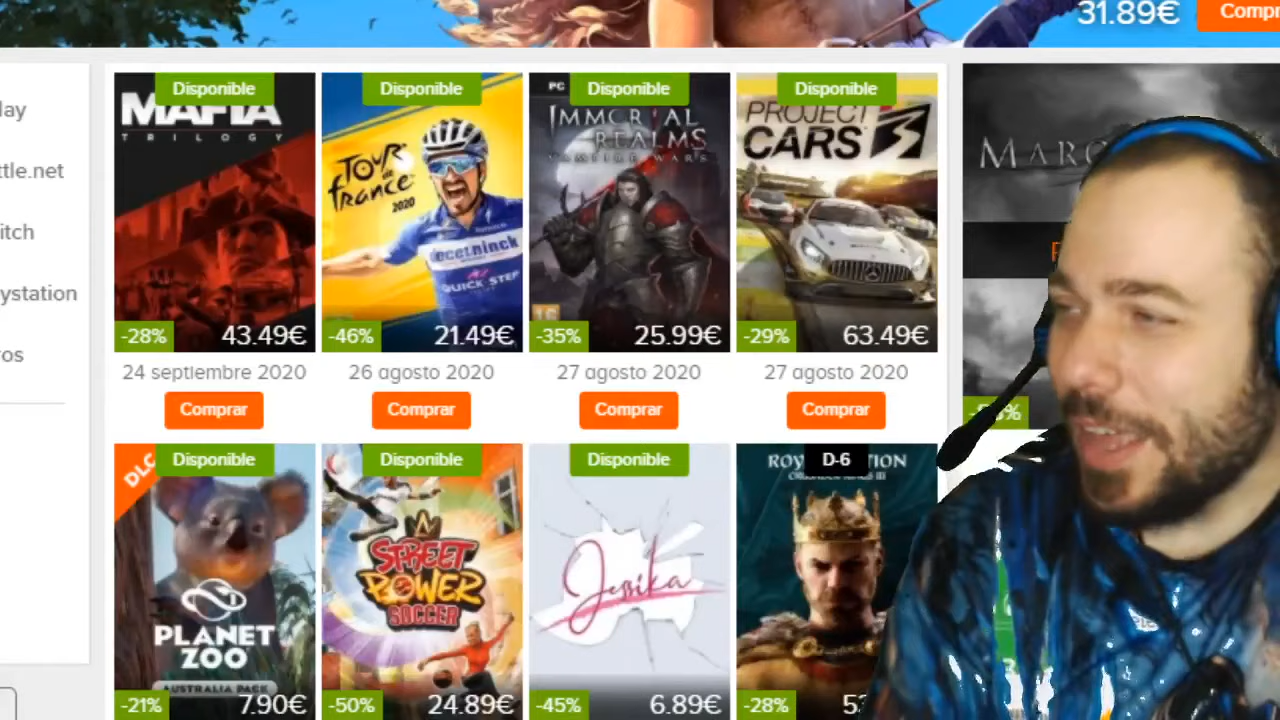 31.89€
Disponible
Disponible
PC
Disponible
Disponible
MAFIA
TRILOGY
TOUR
de
france
2020
IMMORTAL
REALMS
VAMPIRE WARS
PROJECT
CARS 3
-28%
43.49€
-46%
21.49€
-35%
25.99€
-29%
63.49€
24 septiembre 2020
26 agosto 2020
27 agosto 2020
27 agosto 2020
Comprar
Comprar
Comprar
Comprar
lay
ttle.net
itch
ystation
ros
DLC
Disponible
Disponible
Disponible
D-6
PLANET
ZOO
AUSTRALIA PACK
STREET
POWER
SOCCER
Jessika
QUICK STEP
-21%
7.90€
-50%
24.89€
-45%
6.89€
-28%